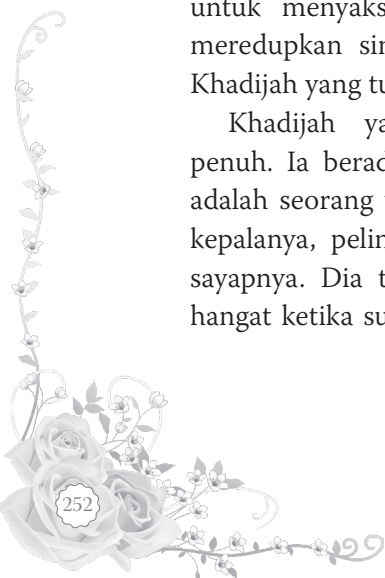 untuk menyaks
meredupkan sin
Khadijah yang tu
Khadijah ya
penuh. Ia berad
adalah seorang
kepalanya, pelin
sayapnya. Dia t
hangat ketika su
252